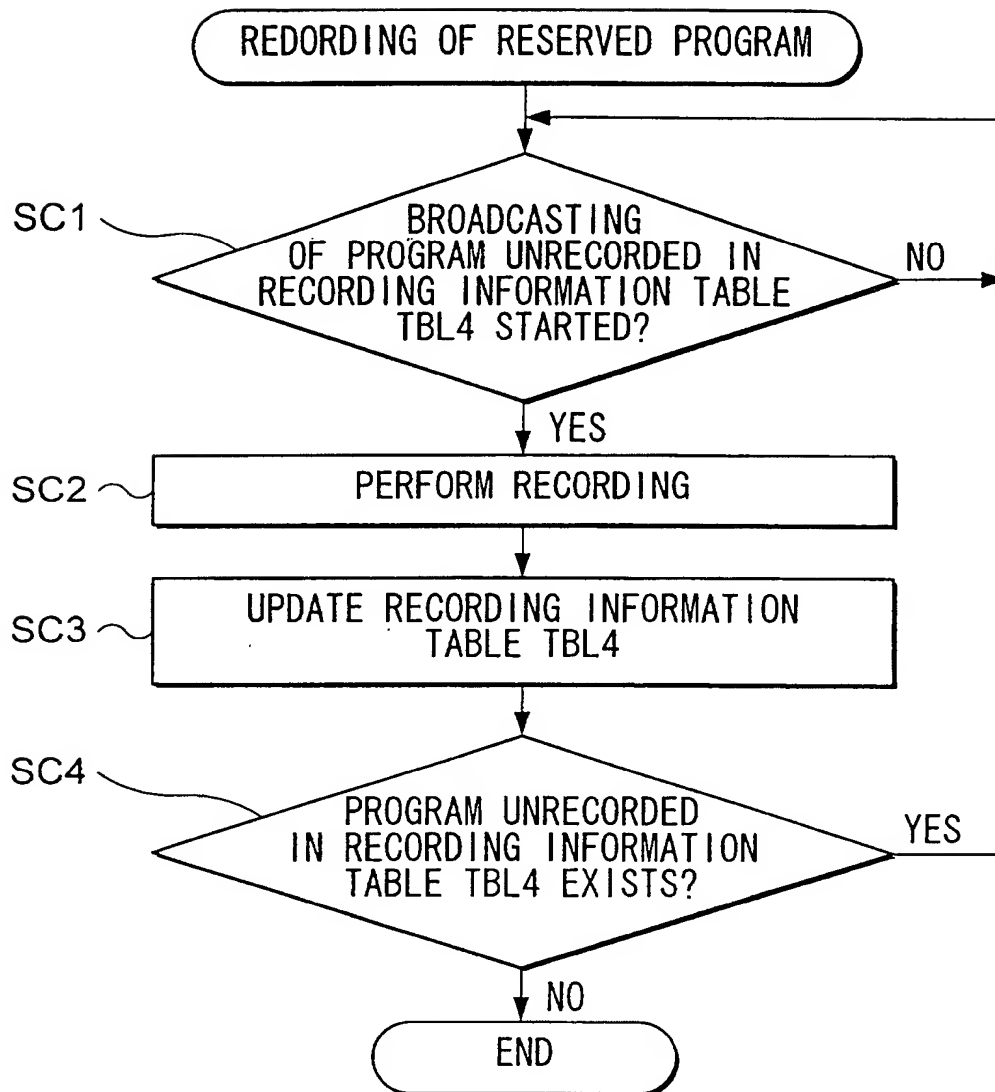 REDORDING OF RESERVED PROGRAM
SC1
BROADCASTING
OF PROGRAM UNRECORDED IN
RECORDING INFORMATION TABLE
TBL4 STARTED?
NO
YES
SC2
PERFORM RECORDING
SC3
UPDATE RECORDING INFORMATION
TABLE TBL4
SC4
PROGRAM UNRECORDED
IN RECORDING INFORMATION
TABLE TBL4 EXISTS?
YES
NO
END